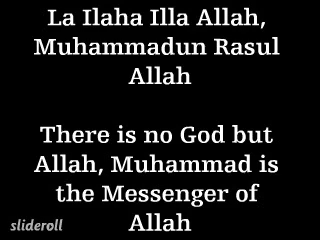 La Ilaha Illa Allah,
Muhammadun Rasul
Allah
There is no God but
Allah, Muhammad is
the Messenger of
Allah
slideroll